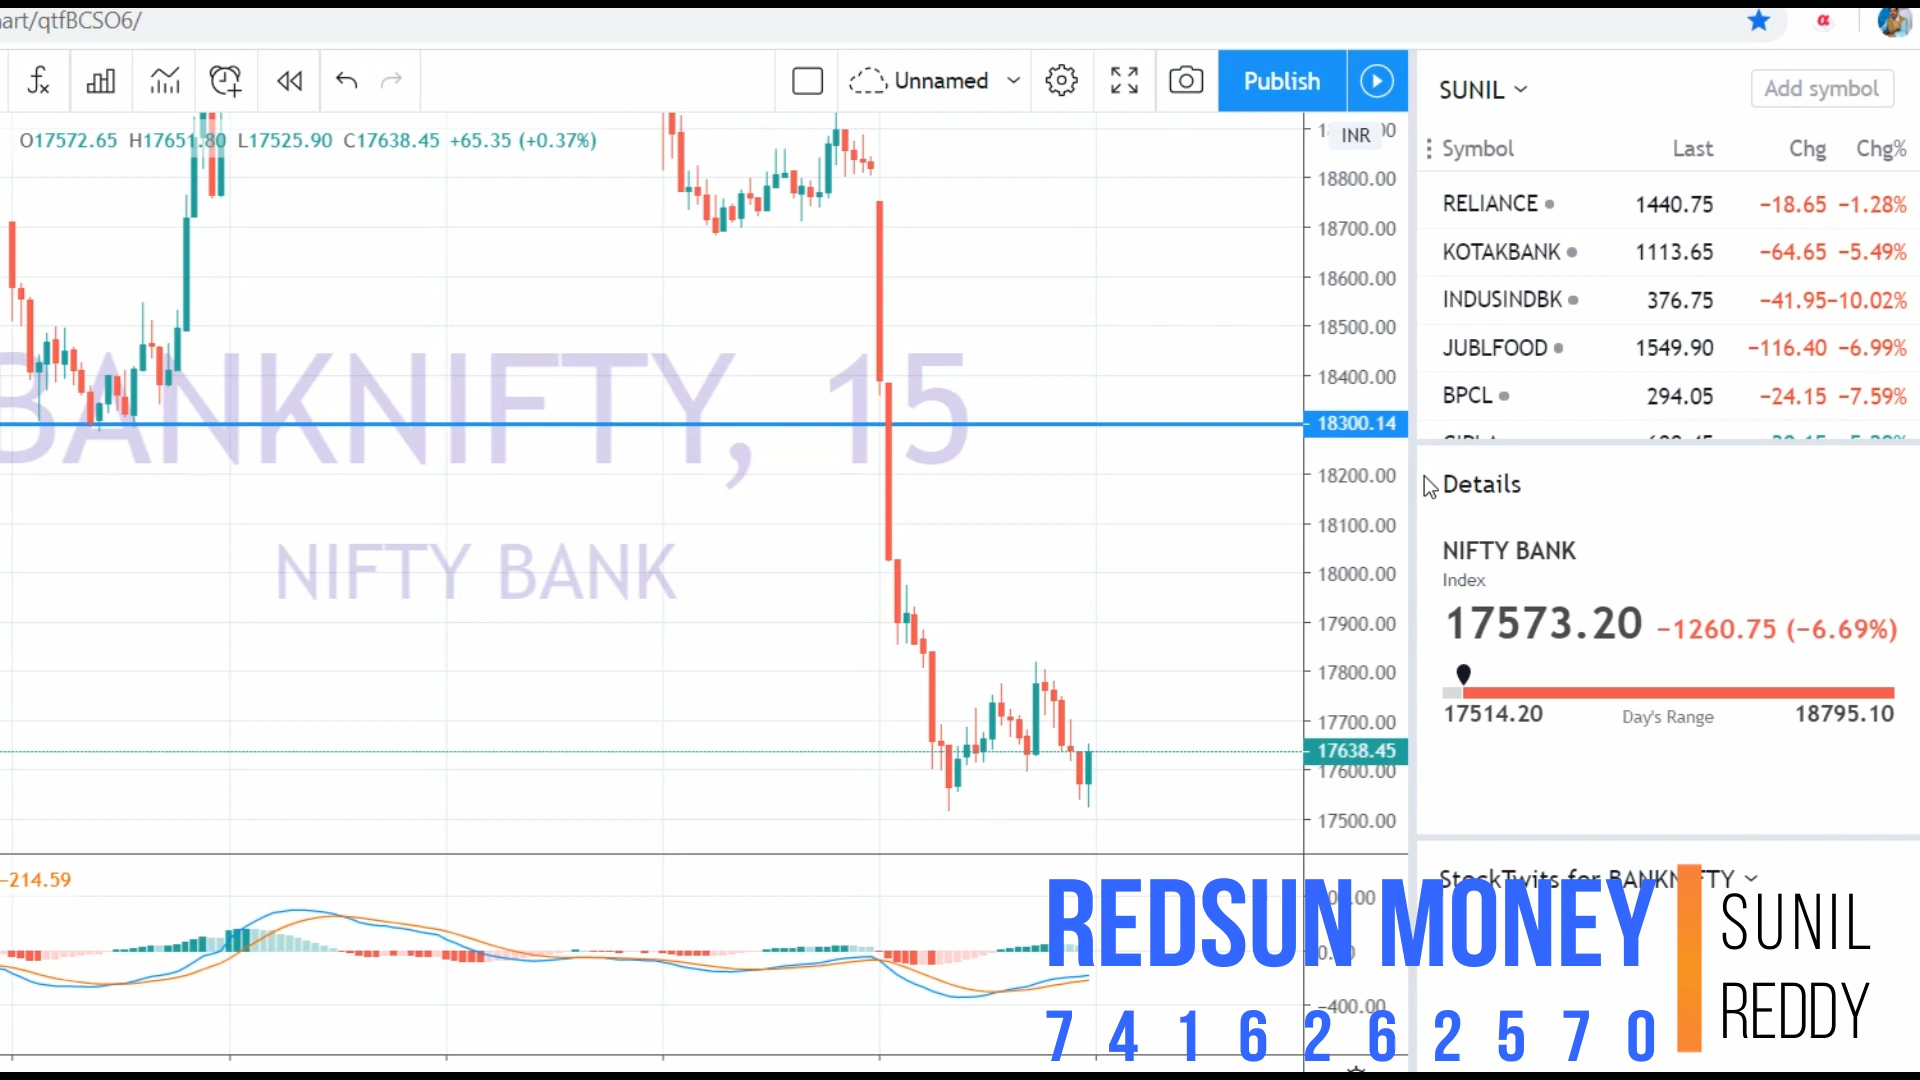 art/qtfBCSO6/
Unnamed
Publish
SUNIL
Add symbol
O17572.65 H17651.80 L17525.90 C17638.45 +65.35 (+0.37%)
INR
Symbol Last Chg Chg%
RELIANCE 1440.75 −18.65 −1.28%
KOTAKBANK 1113.65 −64.65 −5.49%
INDUSINDBK 376.75 −41.95 −10.02%
JUBLFOOD 1549.90 −116.40 −6.99%
BPCL 294.05 −24.15 −7.59%
18800.00
18700.00
18600.00
18500.00
18400.00
18300.14
18200.00
18100.00
18000.00
17900.00
17800.00
17700.00
17638.45
17600.00
17500.00
BANKNIFTY, 15
NIFTY BANK
Details
NIFTY BANK
Index
17573.20 −1260.75 (−6.69%)
17514.20 Day's Range 18795.10
StockTwits for BANKNIFTY
−214.59
−400.00
REDSUN MONEY
7 4 1 6 2 6 2 5 7 0
SUNIL
REDDY